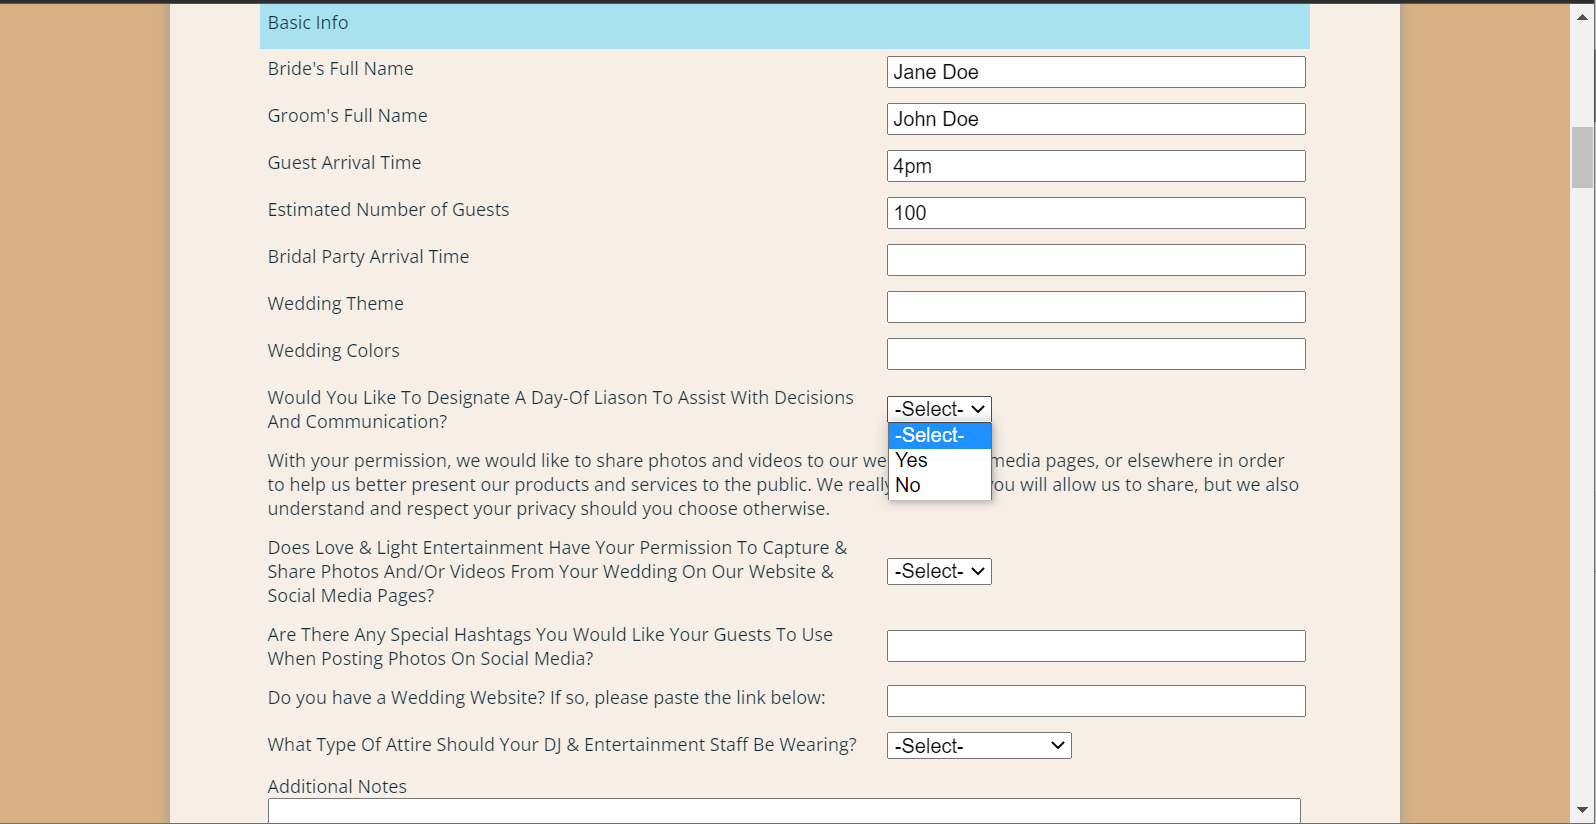 Basic Info
Bride's Full Name
Jane Doe
Groom's Full Name
John Doe
Guest Arrival Time
4pm
Estimated Number of Guests
100
Bridal Party Arrival Time
Wedding Theme
Wedding Colors
Would You Like To Designate A Day-Of Liason To Assist With Decisions
And Communication?
-Select-
-Select-
Yes
No
With your permission, we would like to share photos and videos to our we media pages, or elsewhere in order
to help us better present our products and services to the public. We really ou will allow us to share, but we also
understand and respect your privacy should you choose otherwise.
Does Love & Light Entertainment Have Your Permission To Capture &
Share Photos And/Or Videos From Your Wedding On Our Website &
Social Media Pages?
-Select-
Are There Any Special Hashtags You Would Like Your Guests To Use
When Posting Photos On Social Media?
Do you have a Wedding Website? If so, please paste the link below:
What Type Of Attire Should Your DJ & Entertainment Staff Be Wearing?
-Select-
Additional Notes